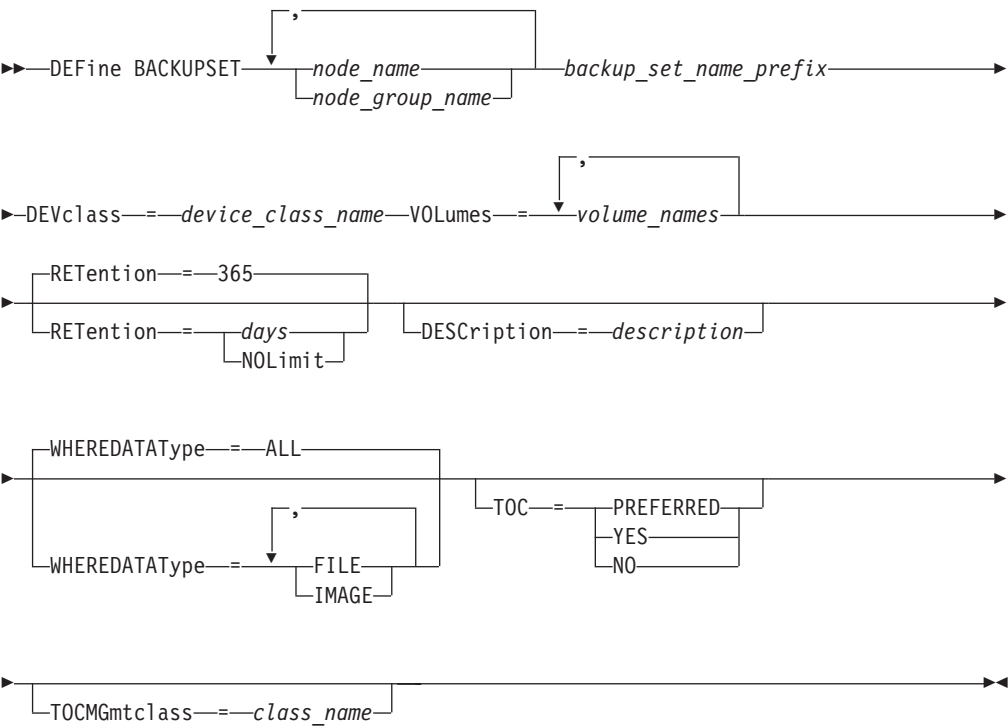 ,
DEFine BACKUPSET node_name backup_set_name_prefix
node_group_name
,
DEVclass = device_class_name VOLumes = volume_names
RETention = 365
RETention = days DESCription = description
NOLimit
WHEREDATAType = ALL
TOC = PREFERRED
, YES
WHEREDATAType = FILE NO
IMAGE
TOCMGmtclass = class_name